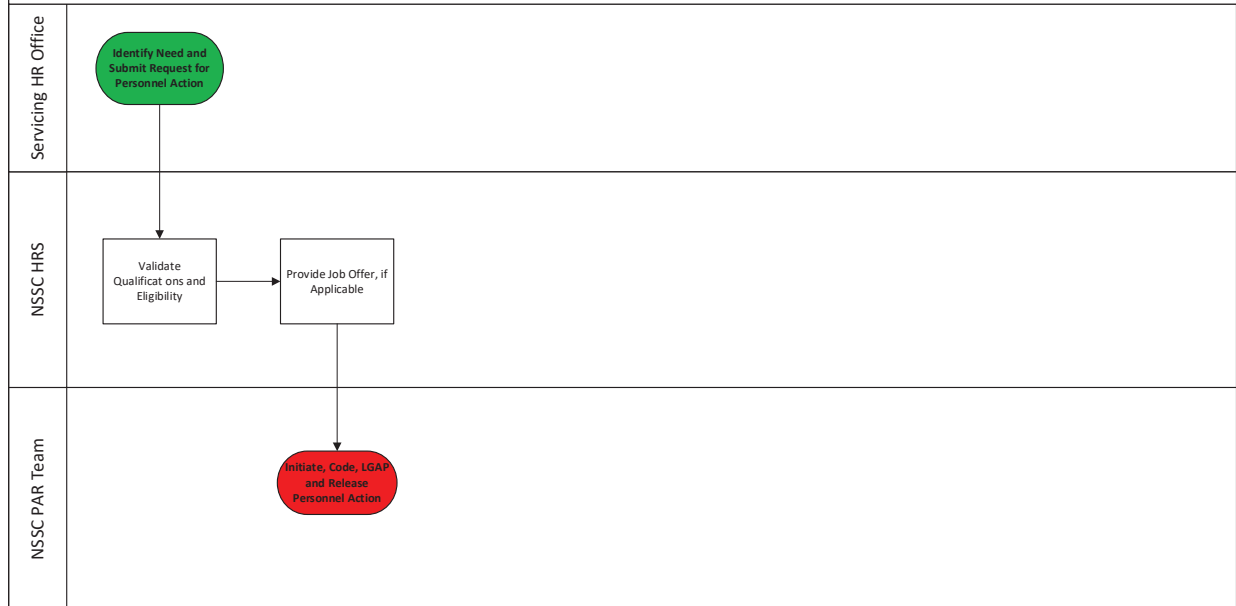 Servicing HR Office
Identify Need and
Submit Request for
Personnel Action
NSSC HRS
Validate
Qualificat ons and
Eligibility
Provide Job Offer, if
Applicable
NSSC PAR Team
Initiate, Code, LGAP
and Release
Personnel Action